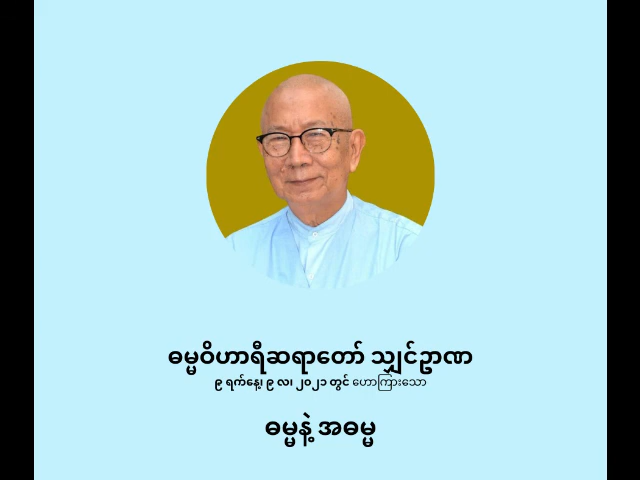 ဓမ္မဝိဟာရီဆရာတော် သျှင်ဥာဏ
၉ ရက်နေ့၊ ၉ လ၊ ၂၀၂၁ တွင် ဟောကြားသော
ဓမ္မနဲ့ အဓမ္မ